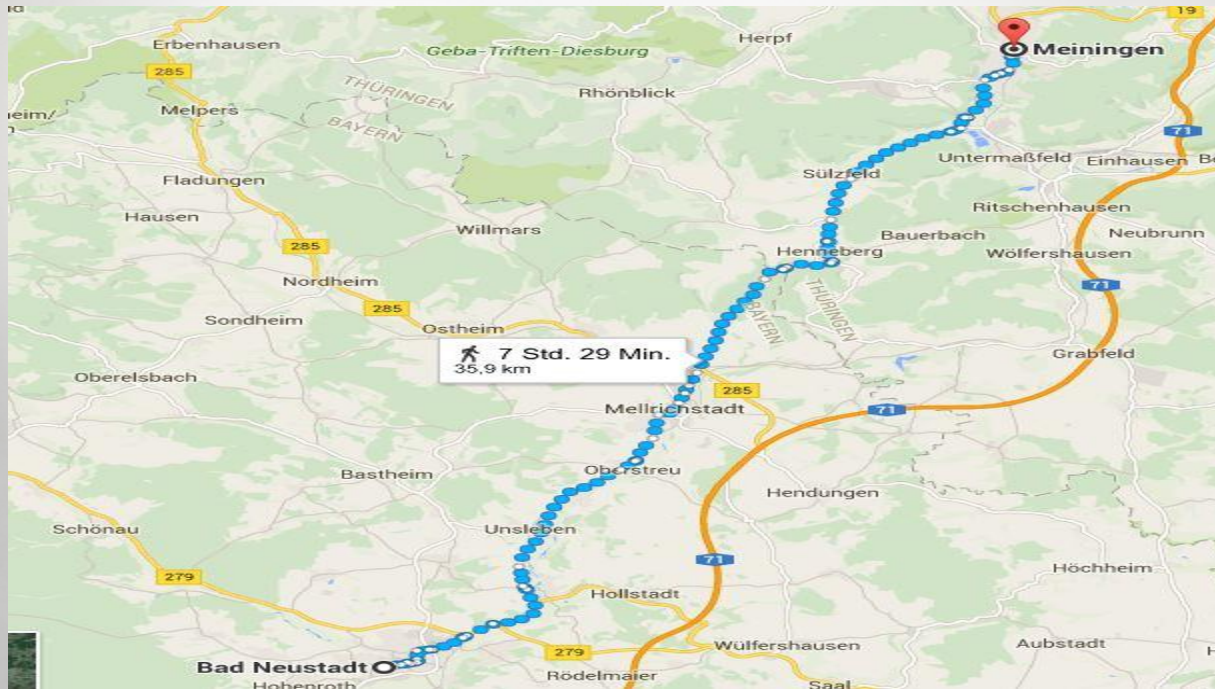 19
Erbenhausen
Geba-Triften-Diesburg
Herpf
Meiningen
285
THÜRINGEN
BAYERN
Rhönblick
Melpers
71
Untermaßfeld
Einhausen
Fladungen
Sülzfeld
Hausen
Ritschenhausen
Willmars
Bauerbach
Neubrunn
285
Henneberg
Wölfershausen
Nordheim
71
285
BAYERN
THÜRINGEN
Sondheim
Ostheim
7 Std. 29 Min.
35,9 km
Grabfeld
Oberelsbach
285
Mellrichstadt
71
Bastheim
Oberstreu
Hendungen
Schönau
Unsleben
71
279
Höchheim
Hollstadt
279
Wülfershausen
Aubstadt
Bad Neustadt
Rödelmaier
Hohenroth
Saal